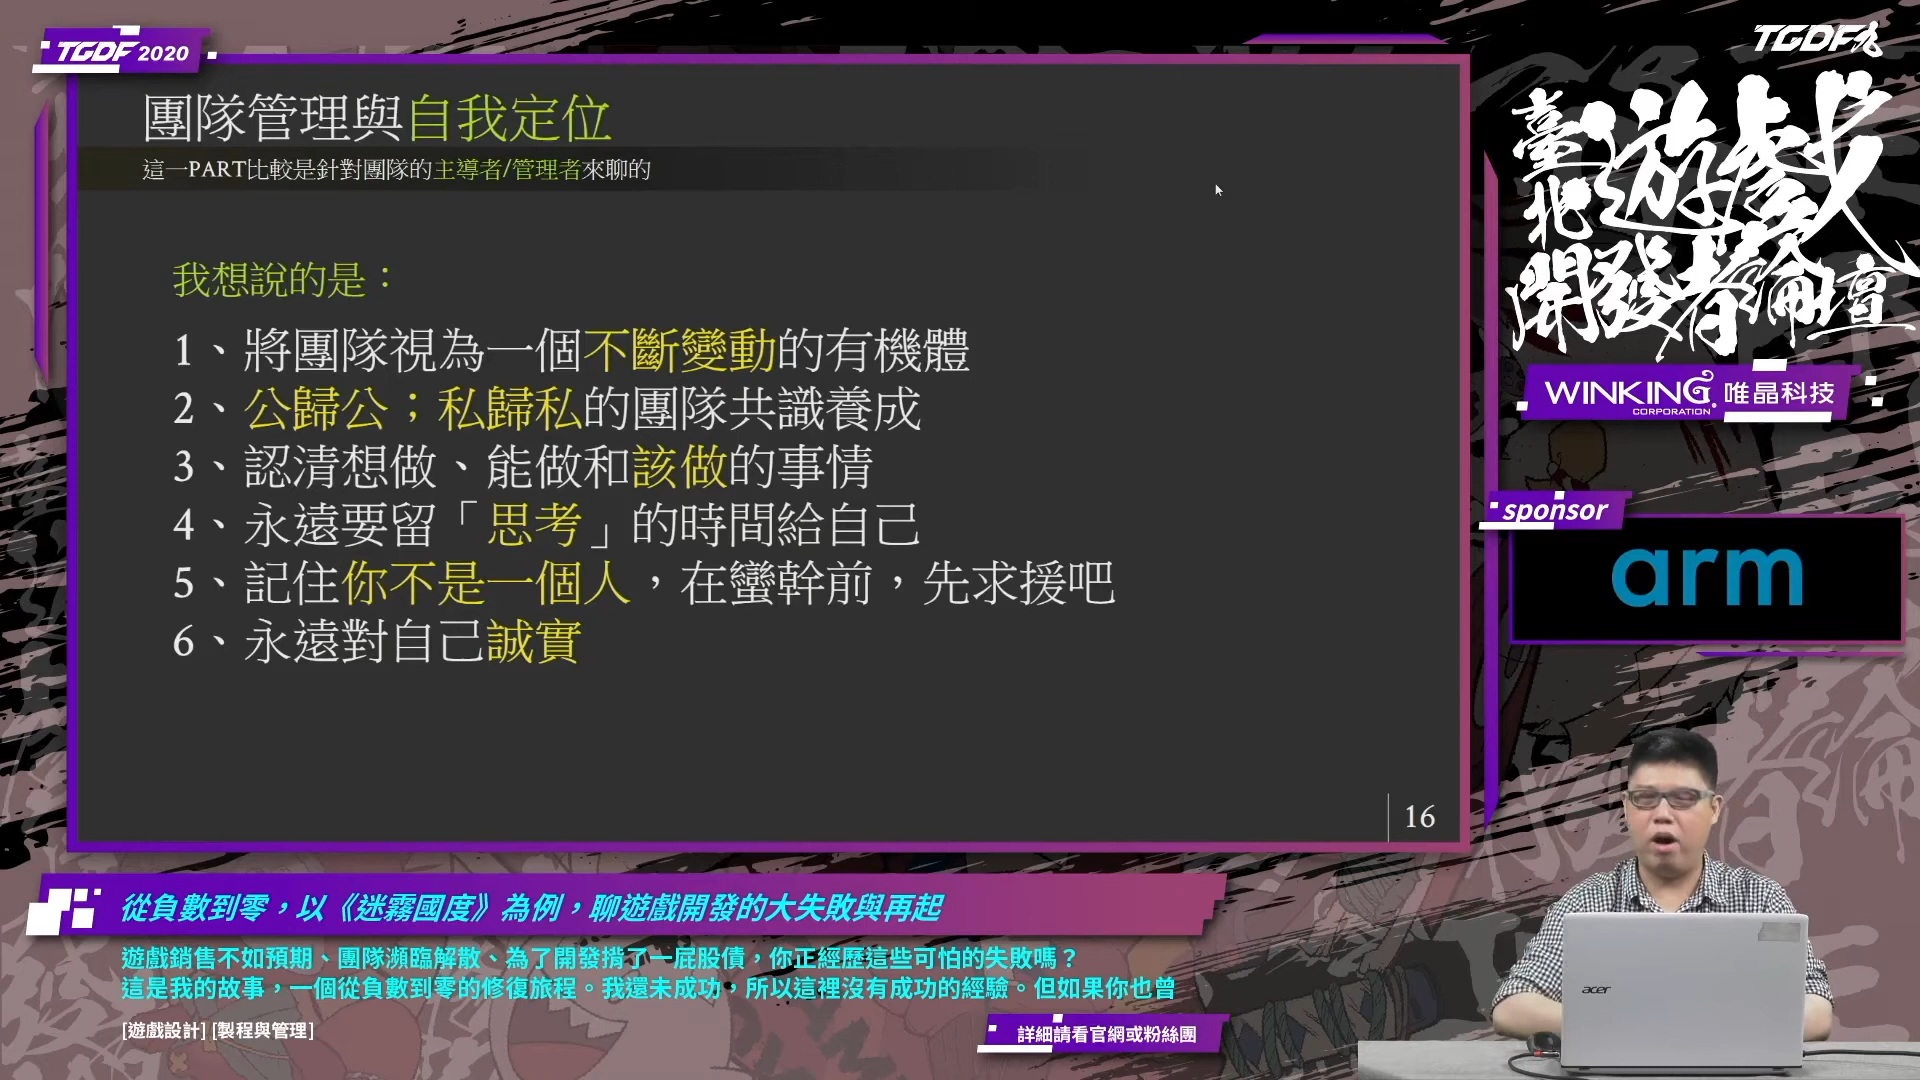 TGDF 2020
團隊管理與自我定位
這一PART比較是針對團隊的主導者/管理者來聊的
我想說的是：
1、將團隊視為一個不斷變動的有機體
2、公歸公；私歸私的團隊共識養成
3、認清想做、能做和該做的事情
4、永遠要留「思考」的時間給自己
5、記住你不是一個人，在蠻幹前，先求援吧
6、永遠對自己誠實
16
TGDF
臺北遊戲
開發者論壇
WINKING 唯晶科技
CORPORATION
sponsor
arm
acer
從負數到零，以《迷霧國度》為例，聊遊戲開發的大失敗與再起
遊戲銷售不如預期、團隊瀕臨解散、為了開發揹了一屁股債，你正經歷這些可怕的失敗嗎？
這是我的故事，一個從負數到零的修復旅程。我還未成功，所以這裡沒有成功的經驗。但如果你也曾
[遊戲設計] [製程與管理]
詳細請看官網或粉絲團